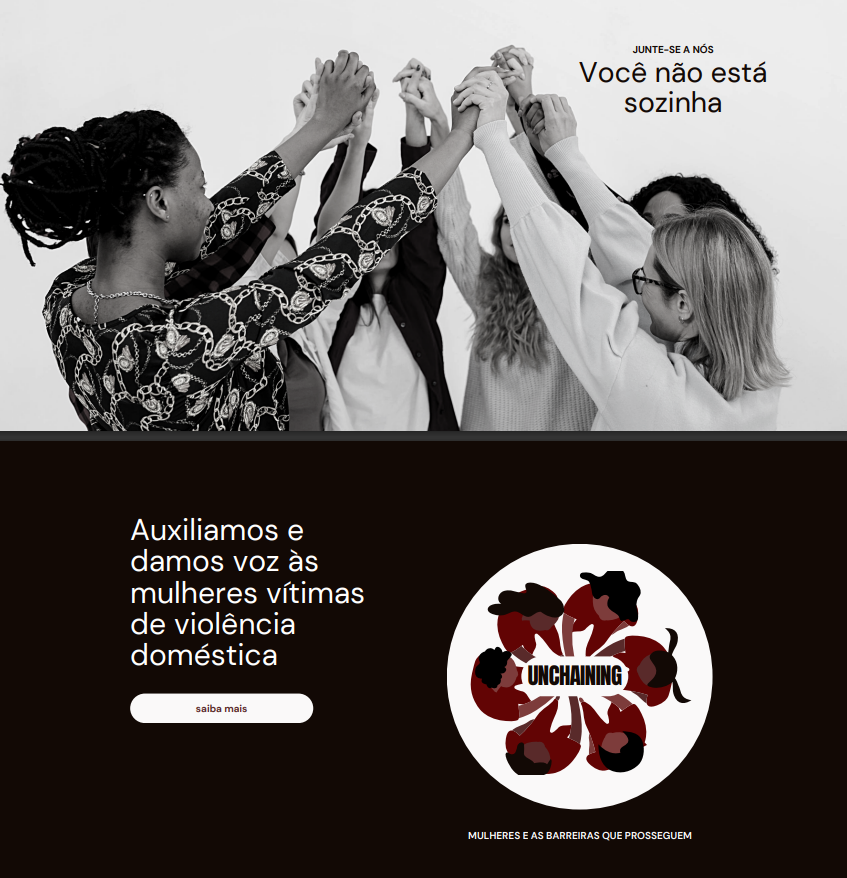 JUNTE-SE A NÓS
Você não está
sozinha
Auxiliamos e
damos voz às
mulheres vítimas
de violência
doméstica
saiba mais
UNCHAINING
MULHERES E AS BARREIRAS QUE PROSSEGUEM